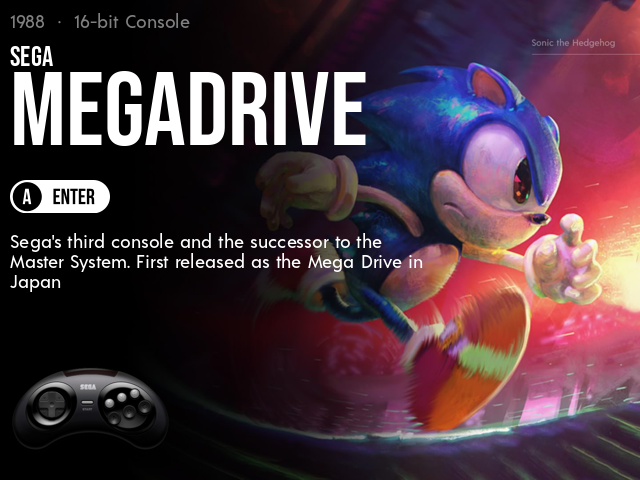 1988 · 16-bit Console
Sonic the Hedgehog
SEGA
MEGADRIVE
A ENTER
Sega's third console and the successor to the
Master System. First released as the Mega Drive in
Japan
SEGA